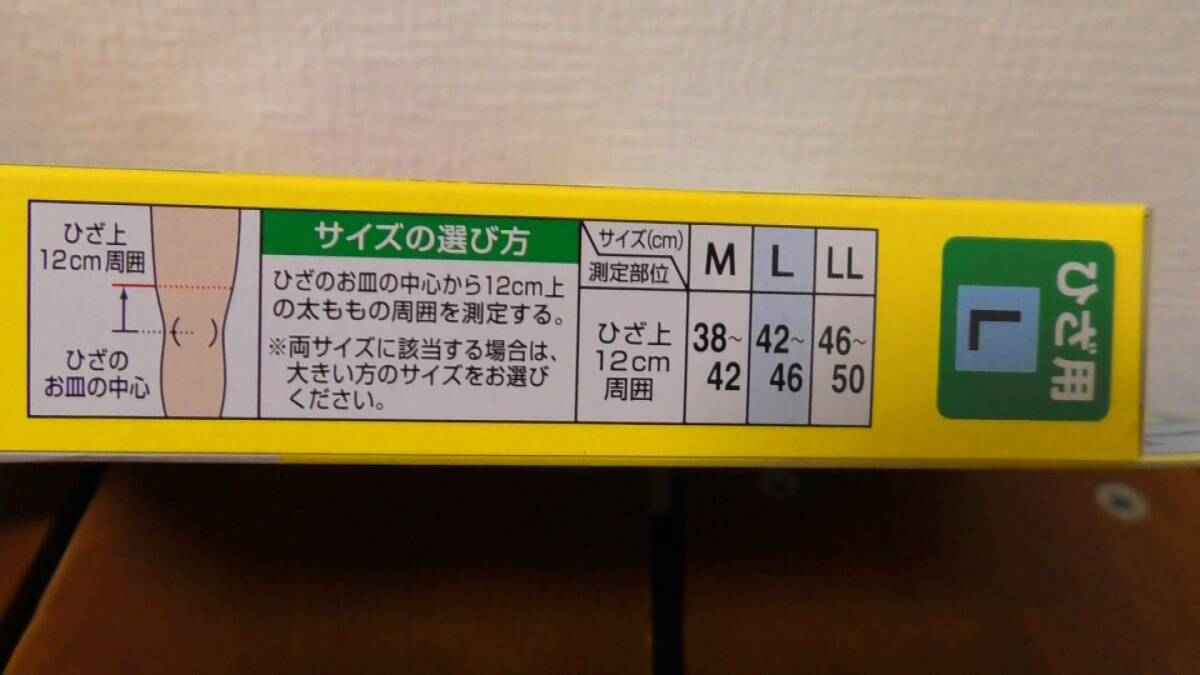 ひざ上
12cm周囲
ひざの
お皿の中心
サイズの選び方
ひざのお皿の中心から12cm上
の太ももの周囲を測定する。
※両サイズに該当する場合は、
大きい方のサイズをお選び
ください。
サイズ(cm) M L LL
測定部位
ひざ上 38~ 42~ 46~
12cm
周囲 42 46 50
ひざ用
L